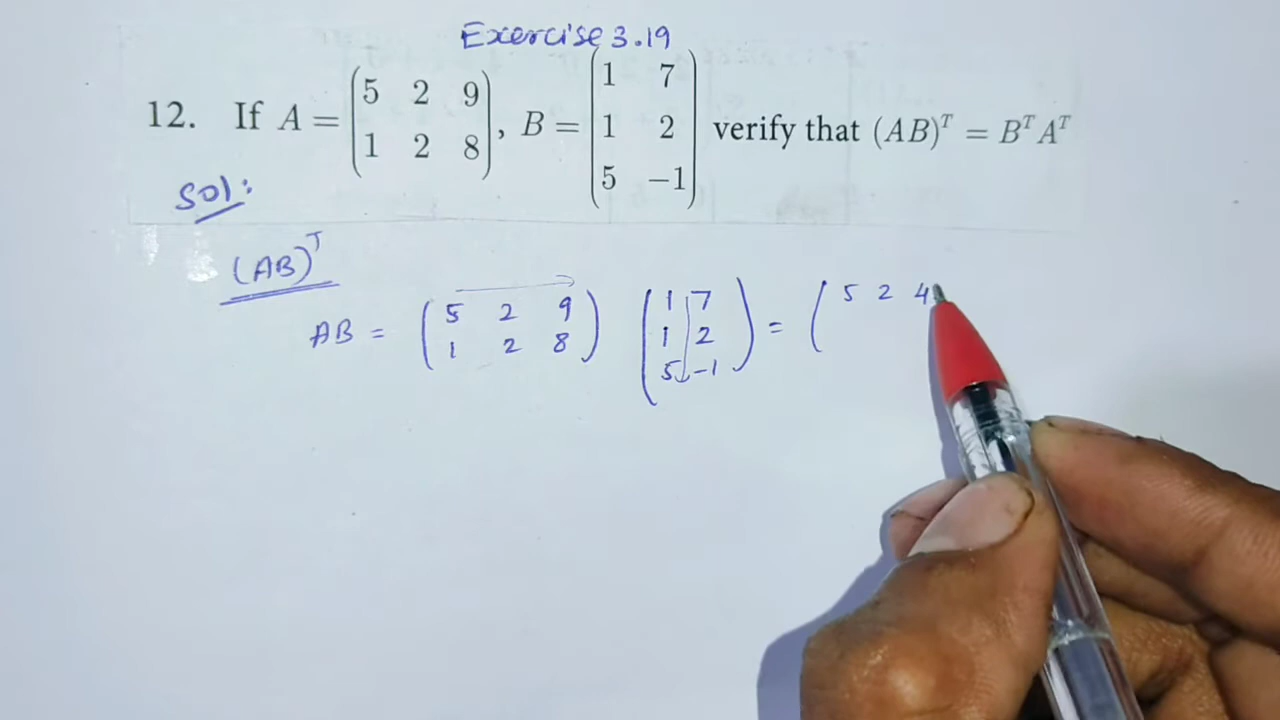 Exercise 3.19
12. If A = (5 2 9
1 2 8), B = (1 7
1 2
5 -1) verify that (AB)^T = B^T A^T
Sol:
(AB)^T
AB = (5 2 9
1 2 8) (1 7
1 2
5 -1) = ( 5 2 4